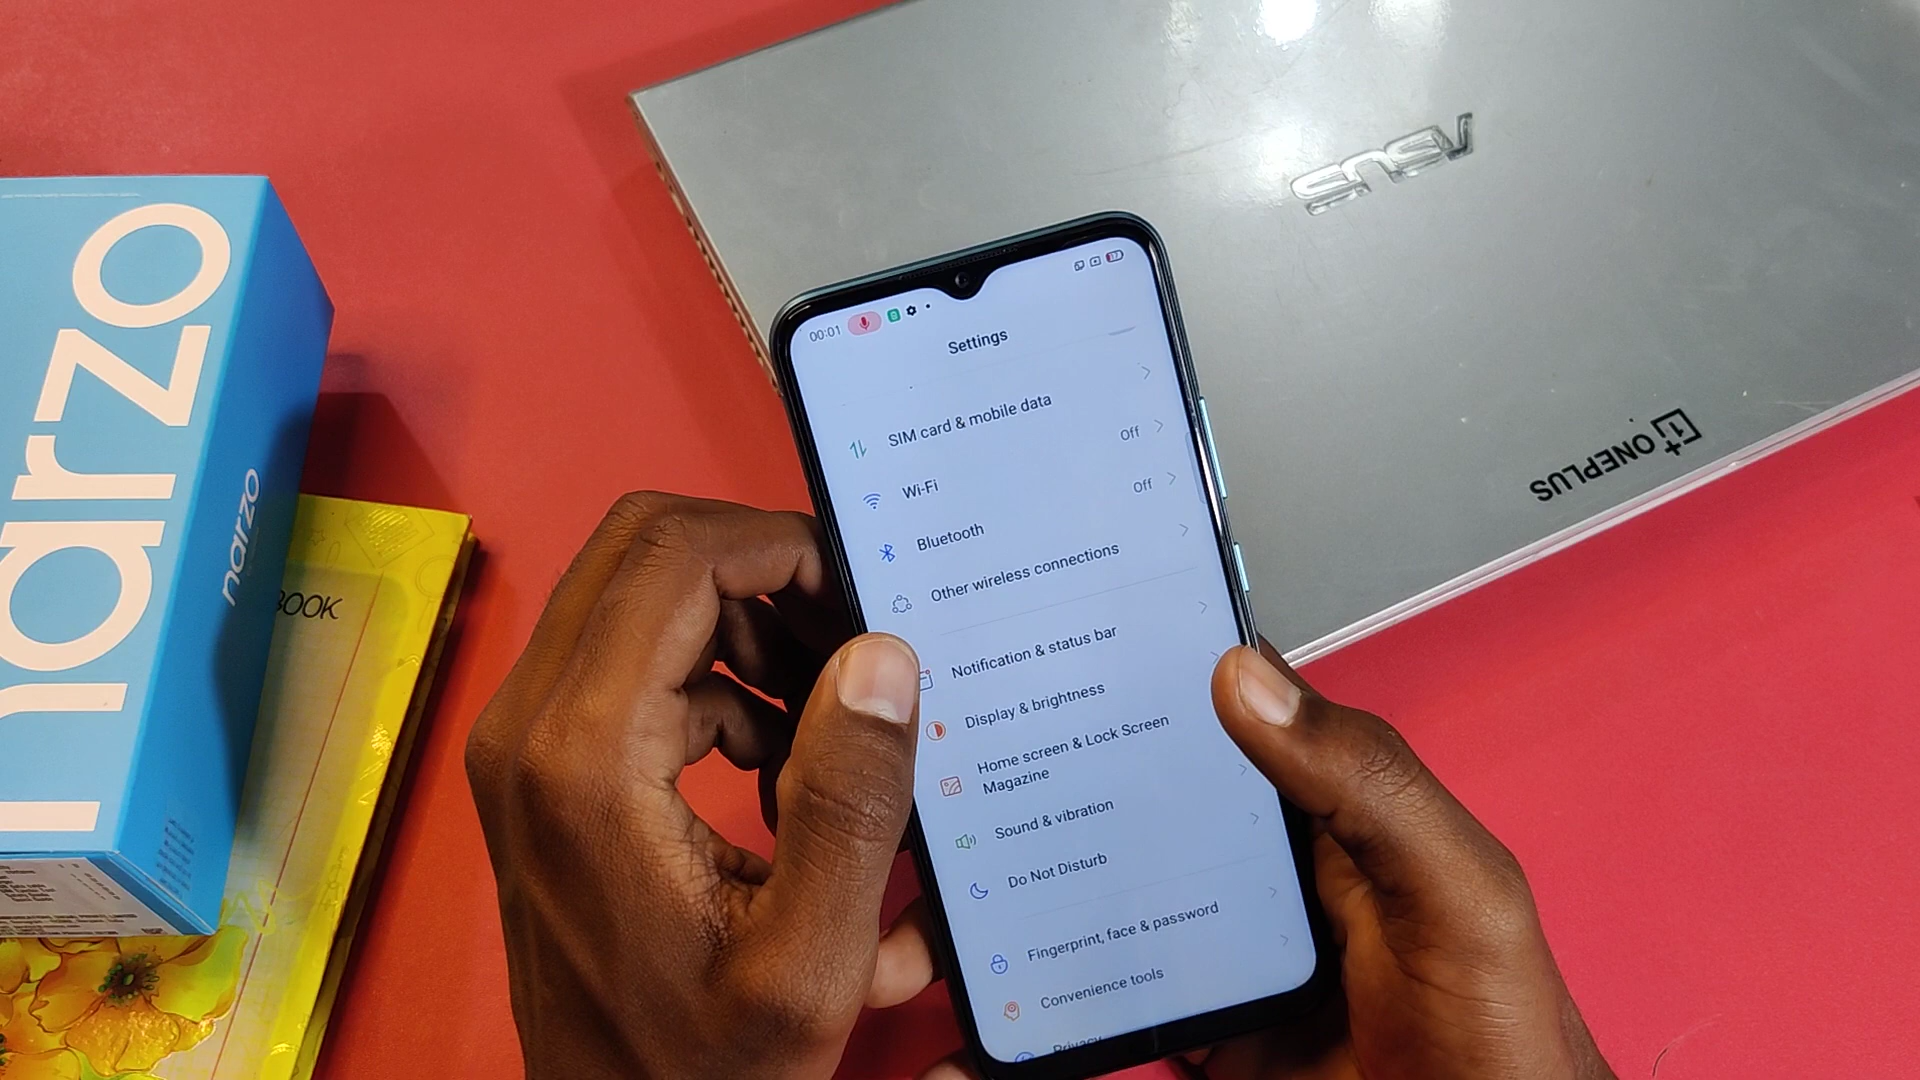 narzo
narzo
BOOK
ASUS
ONEPLUS
00:01
17
Settings
SIM card & mobile data
Wi-Fi
Off
Bluetooth
Off
Other wireless connections
Notification & status bar
Display & brightness
Home screen & Lock Screen
Magazine
Sound & vibration
Do Not Disturb
Fingerprint, face & password
Convenience tools
Privacy